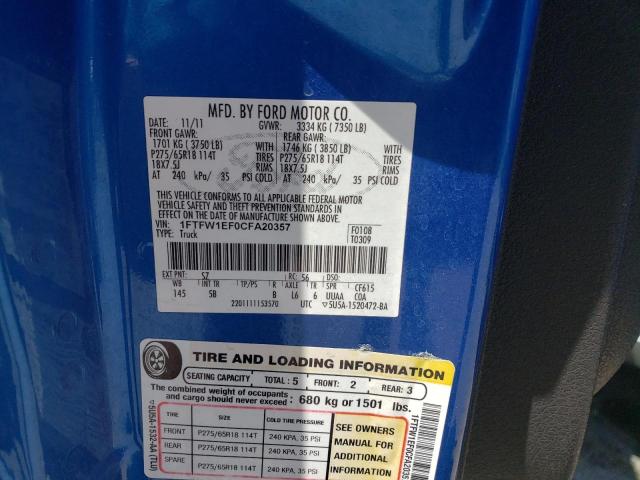 MFD. BY FORD MOTOR CO.
DATE: 11/11 GVWR: 3334 KG ( 7350 LB)
FRONT GAWR: REAR GAWR:
1701 KG ( 3750 LB) WITH 1746 KG ( 3850 LB) WITH
P275/65R18 114T TIRES P275/65R18 114T TIRES
18X7.5J RIMS 18X7.5J RIMS
AT 240 kPa/ 35 PSI COLD AT 240 kPa/ 35 PSI COLD
THIS VEHICLE CONFORMS TO ALL APPLICABLE FEDERAL MOTOR
VEHICLE SAFETY AND THEFT PREVENTION STANDARDS IN
EFFECT ON THE DATE OF MANUFACTURE SHOWN ABOVE.
VIN: 1FTFW1EF0CFA20357 F0108
TYPE: Truck T0309
EXT PNT: SZ RC: 56 DSO:
WB INT TR TP/PS R AXLE TR SPR CF615
145 SB B L6 6 UUAA COA
2201111153570 UTC ▽5U5A-1520472-BA
TIRE AND LOADING INFORMATION
SEATING CAPACITY TOTAL : 5 FRONT: 2 REAR: 3
The combined weight of occupants
and cargo should never exceed : 680 kg or 1501 lbs.
TIRE SIZE COLD TIRE PRESSURE
FRONT P275/65R18 114T 240 KPA, 35 PSI
REAR P275/65R18 114T 240 KPA, 35 PSI
SPARE P275/65R18 114T 240 KPA, 35 PSI
SEE OWNERS
MANUAL FOR
ADDITIONAL
INFORMATION
▽5U5A-1532-AA (TLU)
1FTFW1EF0CFA2035